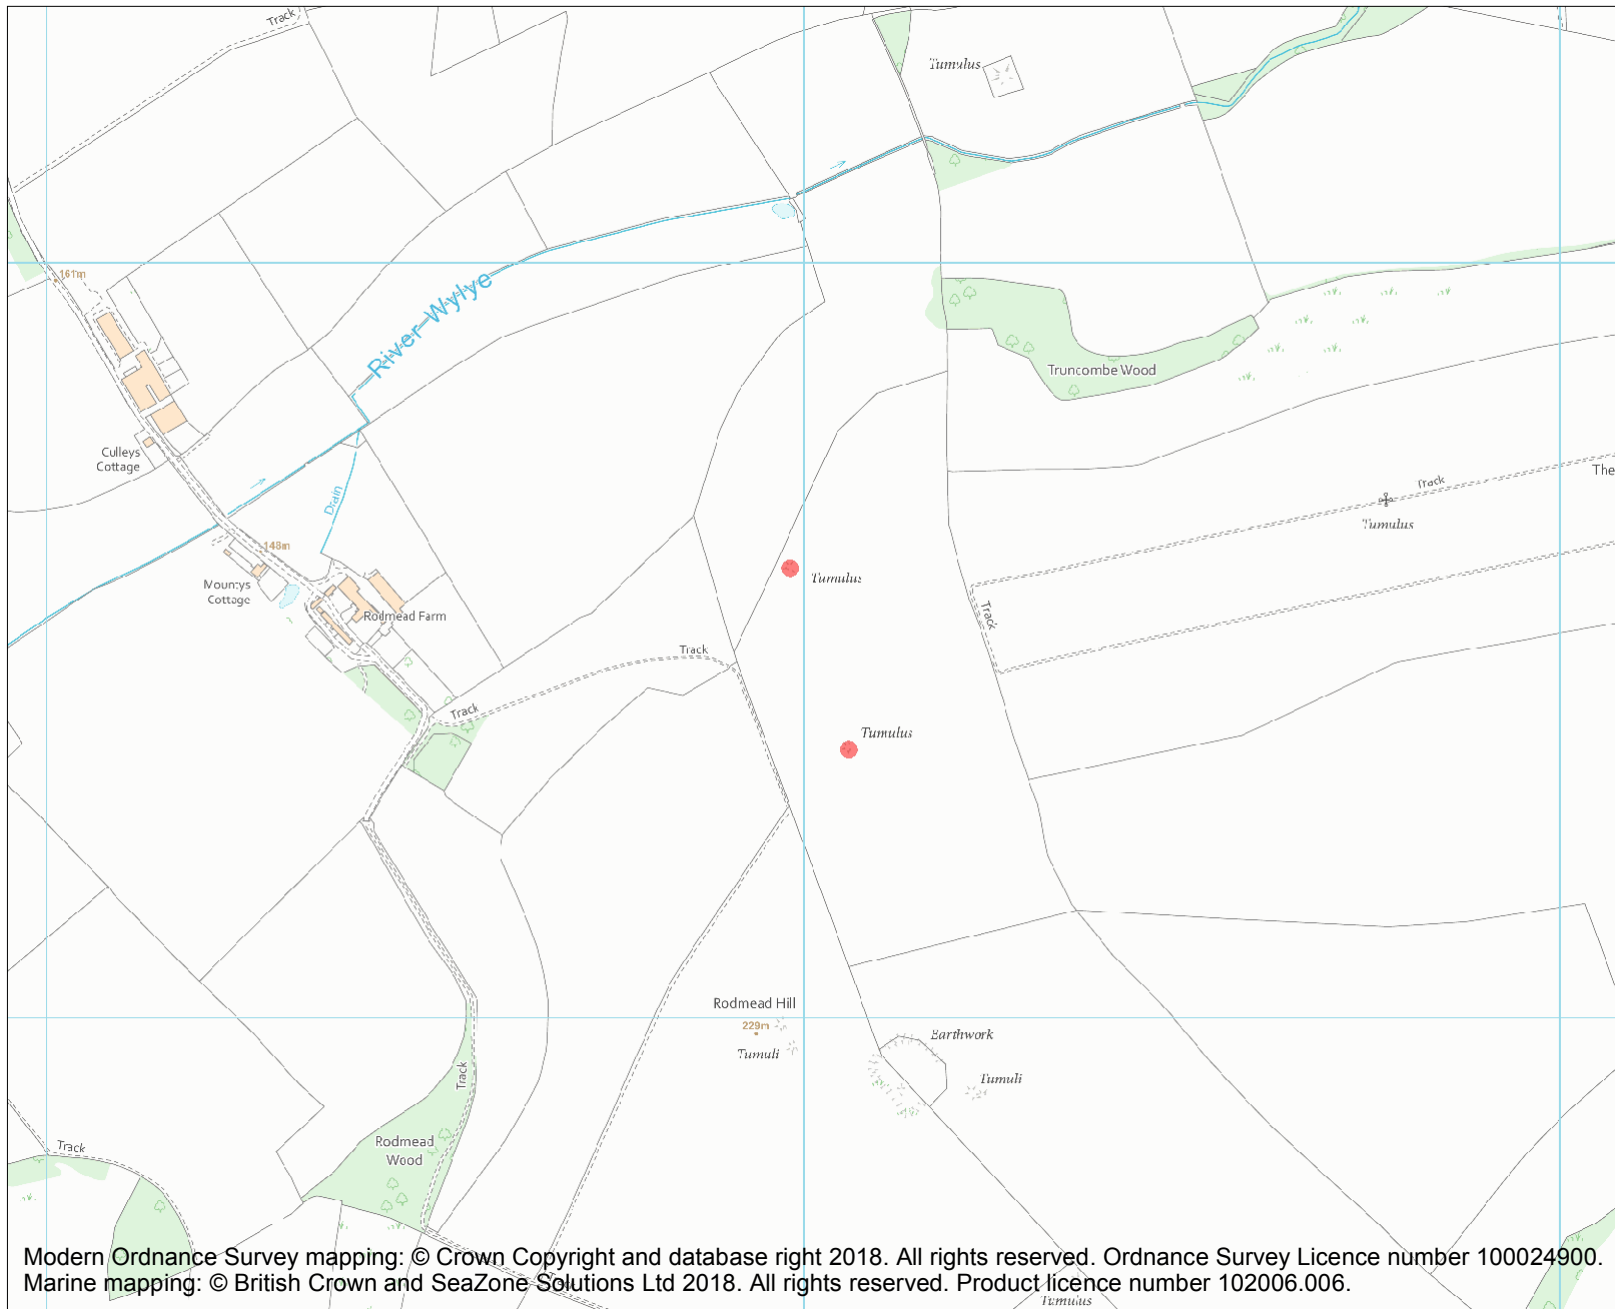 Track
Tumulus
161m
River Wylye
Truncombe Wood
Culleys
Cottage
The
Track
Drain
Tumulus
148m
Mountys
Cottage
Tumulus
Rodmead Farm
Track
Track
Track
Tumulus
Rodmead Hill
229m
Tumuli
Earthwork
Tumuli
Track
Track
Rodmead
Wood
Track
Tumulus
Modern Ordnance Survey mapping: © Crown Copyright and database right 2018. All rights reserved. Ordnance Survey Licence number 100024900.
Marine mapping: © British Crown and SeaZone Solutions Ltd 2018. All rights reserved. Product licence number 102006.006.